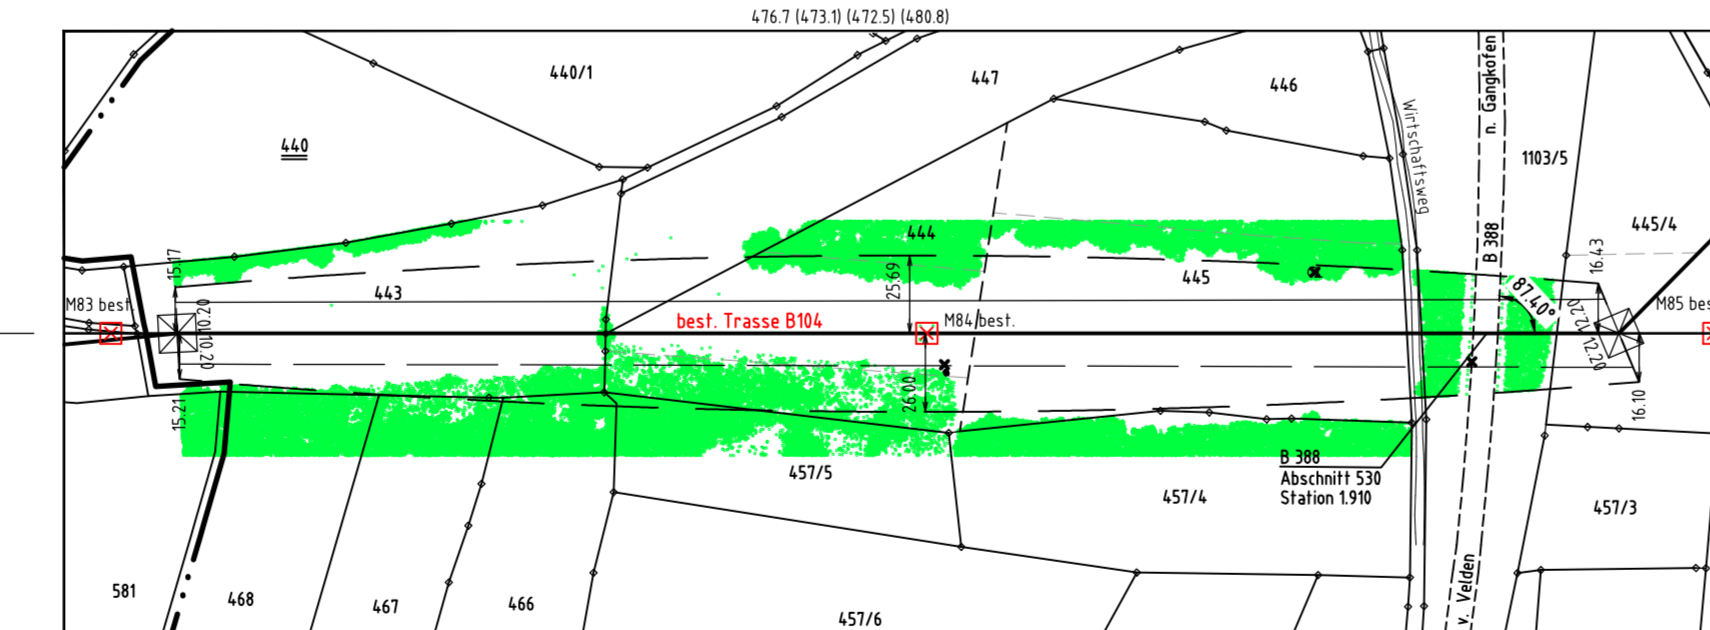 476.7 (473.1) (472.5) (480.8)
440/1
447
446
n. Gangkofen
Wirtschaftsweg
440
1103/5
445/4
444
B 388
15.17
16.43
443
25.69
445
87.40°
M83 best.
10.20
best. Trasse B104
M84 best.
12.20
M85 bes
10.20
12.20
15.21
26.00
16.10
B 388
Abschnitt 530
Station 1.910
457/5
457/4
457/3
581
468
467
466
457/6
v. Velden